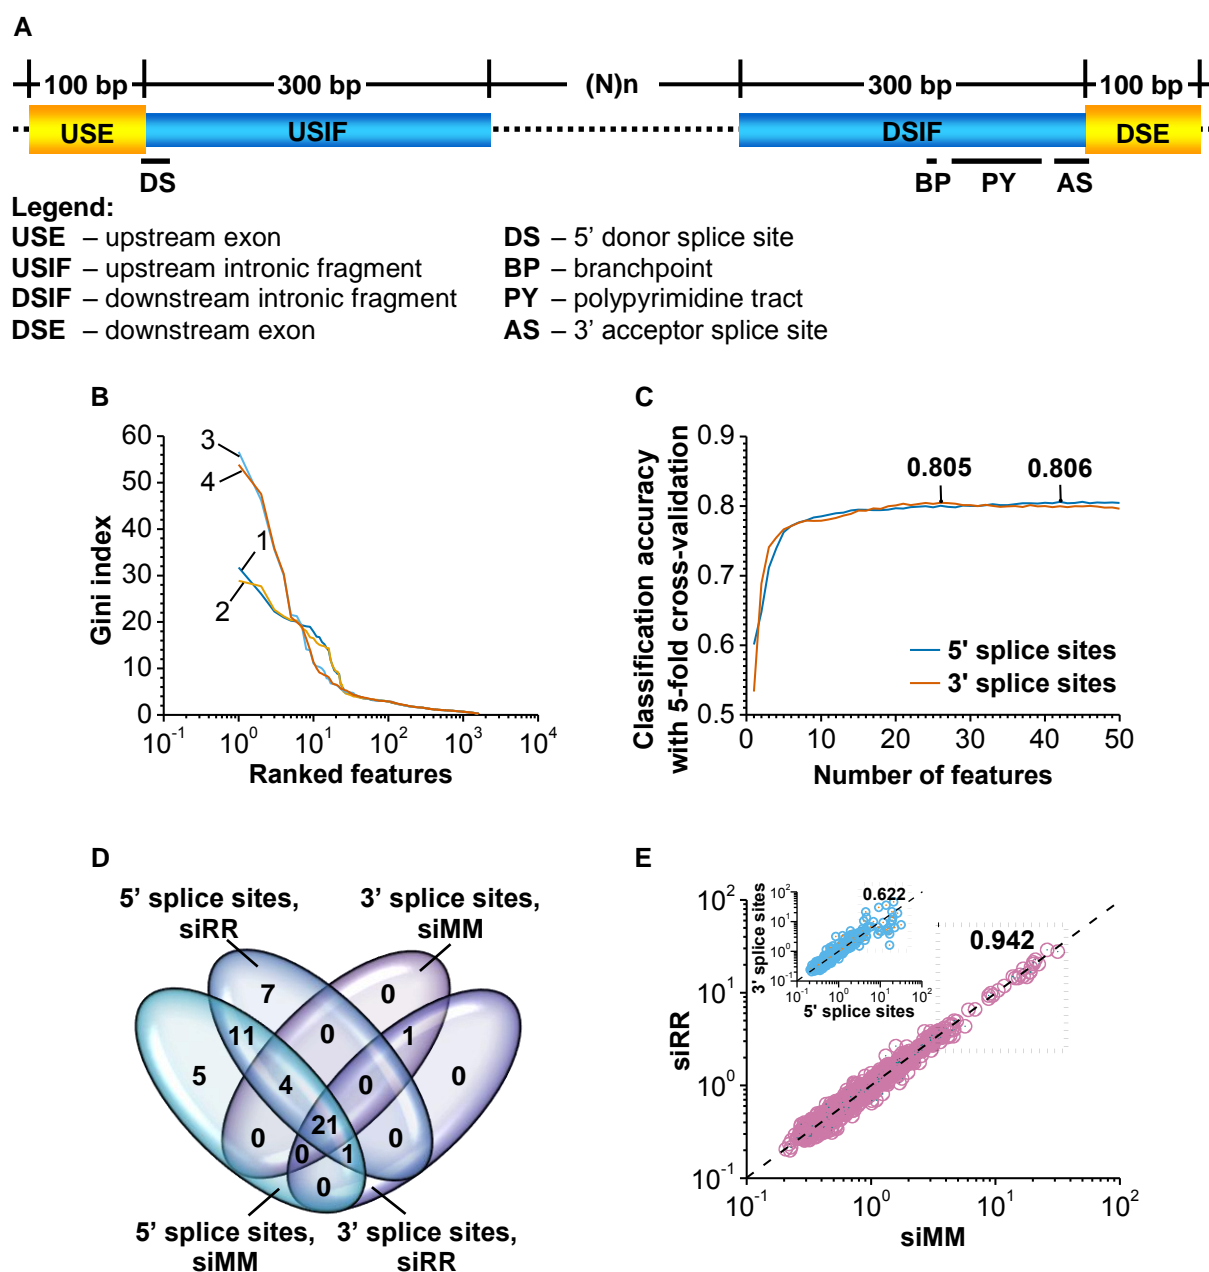 A
100 bp 300 bp (N)n 300 bp 100 bp
USE USIF DSIF DSE
DS BP PY AS
Legend:
USE – upstream exon
USIF – upstream intronic fragment
DSIF – downstream intronic fragment
DSE – downstream exon
DS – 5’ donor splice site
BP – branchpoint
PY – polypyrimidine tract
AS – 3’ acceptor splice site
B
Gini index
60
50
40
30
20
10
0
3
4
1
2
10-1 100 101 102 103 104
Ranked features
C
Classification accuracy
with 5-fold cross-validation
0.9
0.8
0.7
0.6
0.5
0.805 0.806
5' splice sites
3' splice sites
0 10 20 30 40 50
Number of features
D
5’ splice sites,
siRR
3’ splice sites,
siMM
7 0
11 0 1
5 4 0 0
21
0 0 1 0
0
5’ splice sites,
siMM
3’ splice sites,
siRR
E
siRR
102
101
100
10-1
3' splice sites
102
101
100
10-1
0.622
10-1 100 101 102
5' splice sites
0.942
10-1 100 101 102
siMM